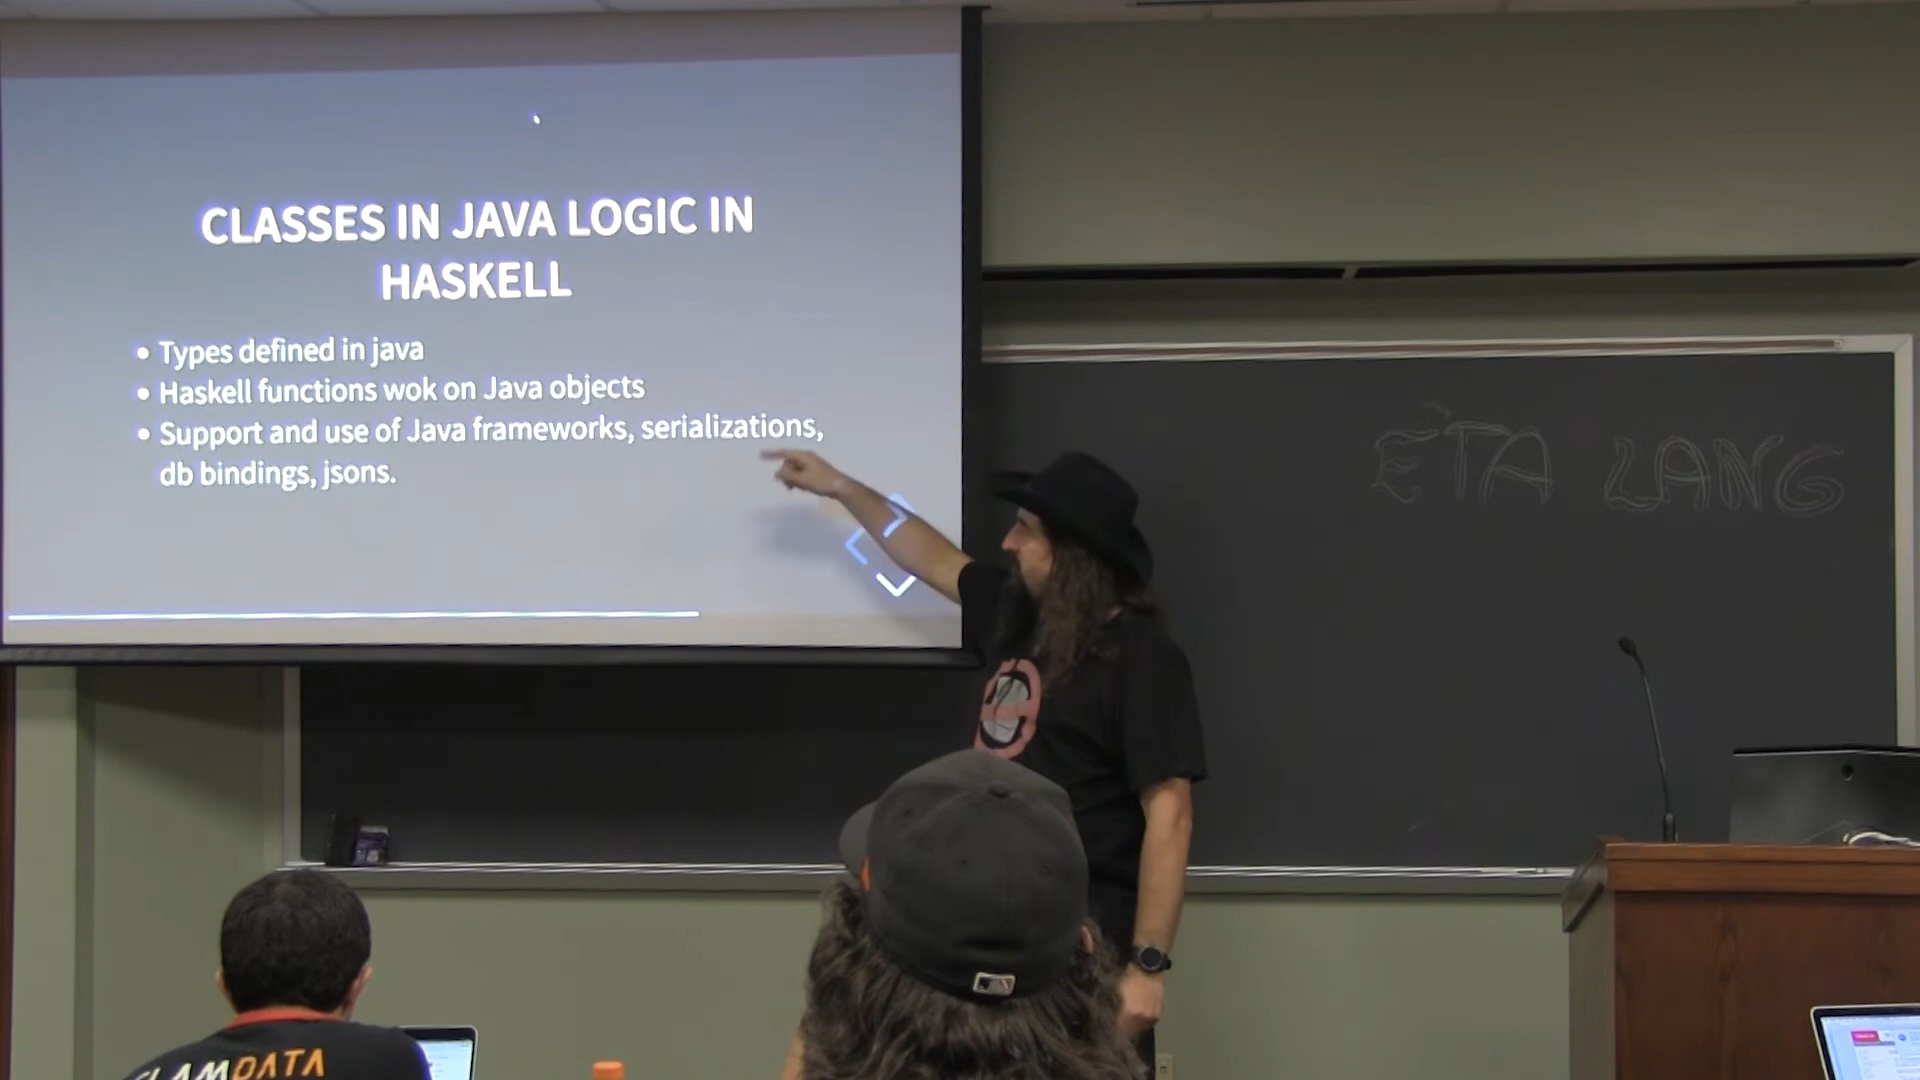 CLASSES IN JAVA LOGIC IN
HASKELL
• Types defined in java
• Haskell functions wok on Java objects
• Support and use of Java frameworks, serializations,
db bindings, jsons.
ETA LANG
LAMDATA